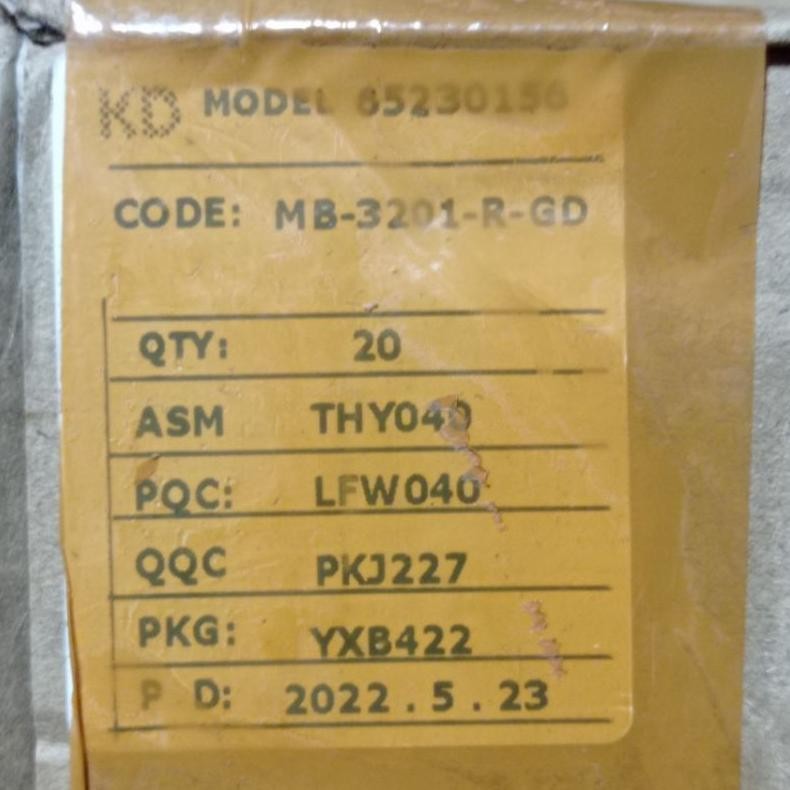 KD MODEL 65230156
CODE: MB-3201-R-GD
QTY: 20
ASM THY040
PQC: LFW040
QQC PKJ227
PKG: YXB422
P D: 2022.5.23